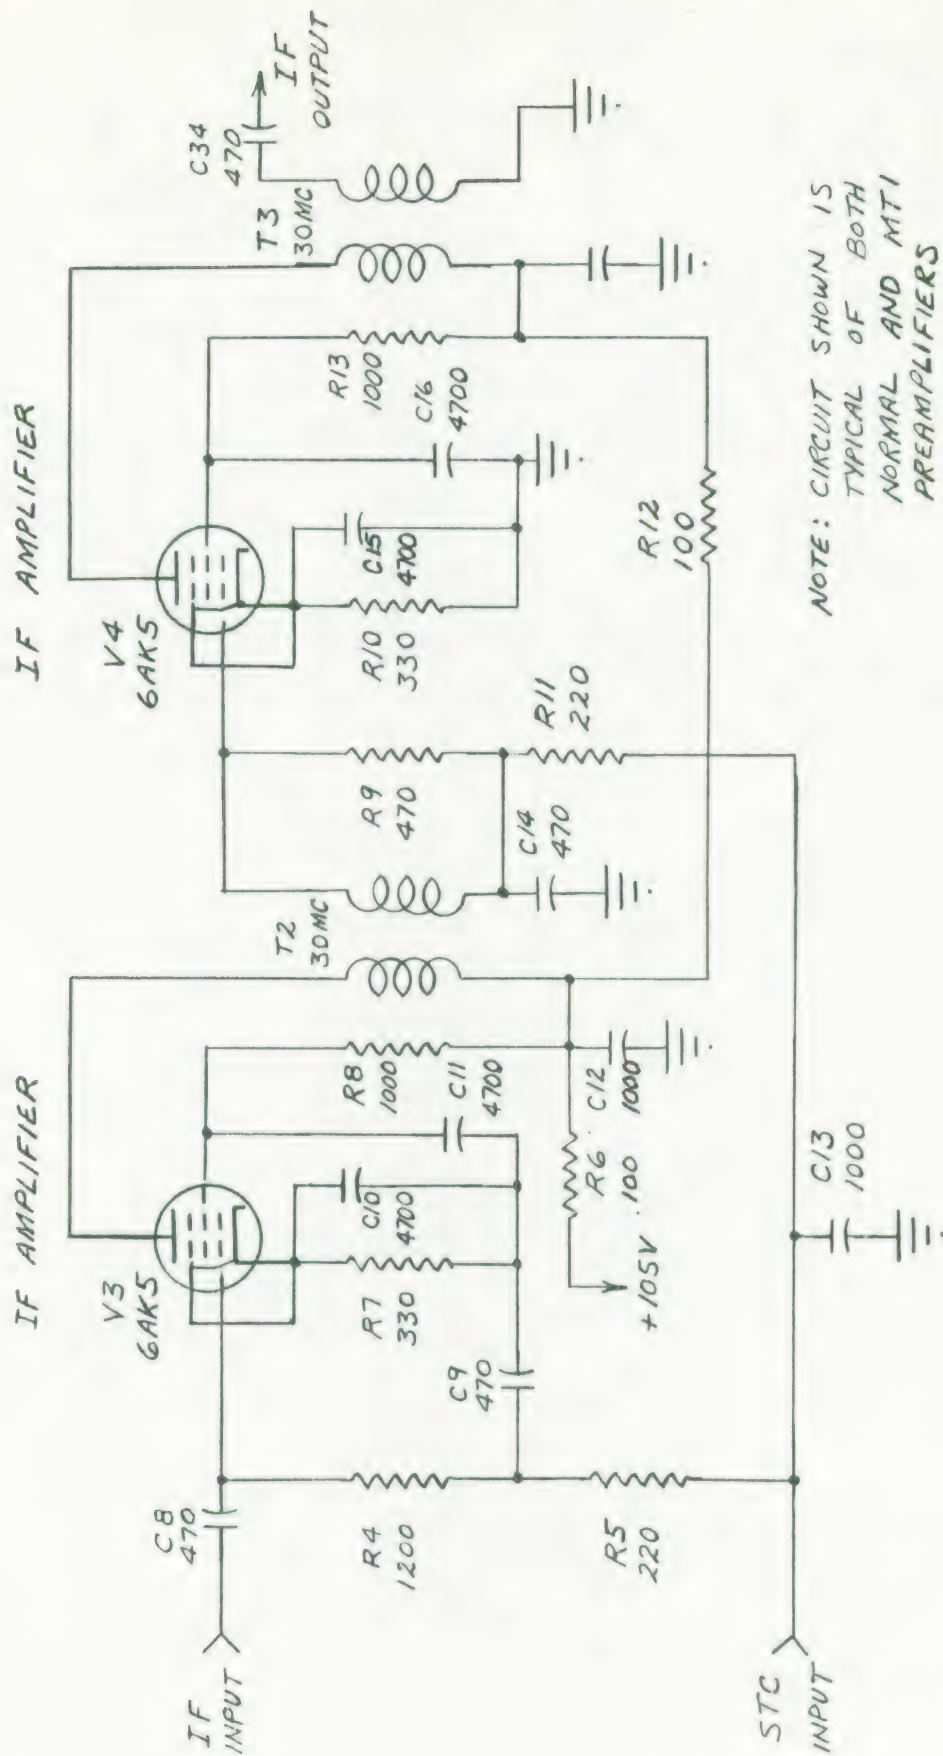 IF AMPLIFIER
IF AMPLIFIER
V3
6AK5
V4
6AK5
IF
INPUT
C8
470
R4
1200
R5
220
C9
470
R7
330
C10
4700
C11
4700
R8
1000
T2
30MC
R6
100
+105V
C12
1000
R9
470
C14
470
R11
220
R10
330
C15
4700
C16
4700
R13
1000
T3
30MC
C34
470
IF
OUTPUT
R12
100
STC
INPUT
C13
1000
NOTE: CIRCUIT SHOWN IS
TYPICAL OF BOTH
NORMAL AND MTI
PREAMPLIFIERS